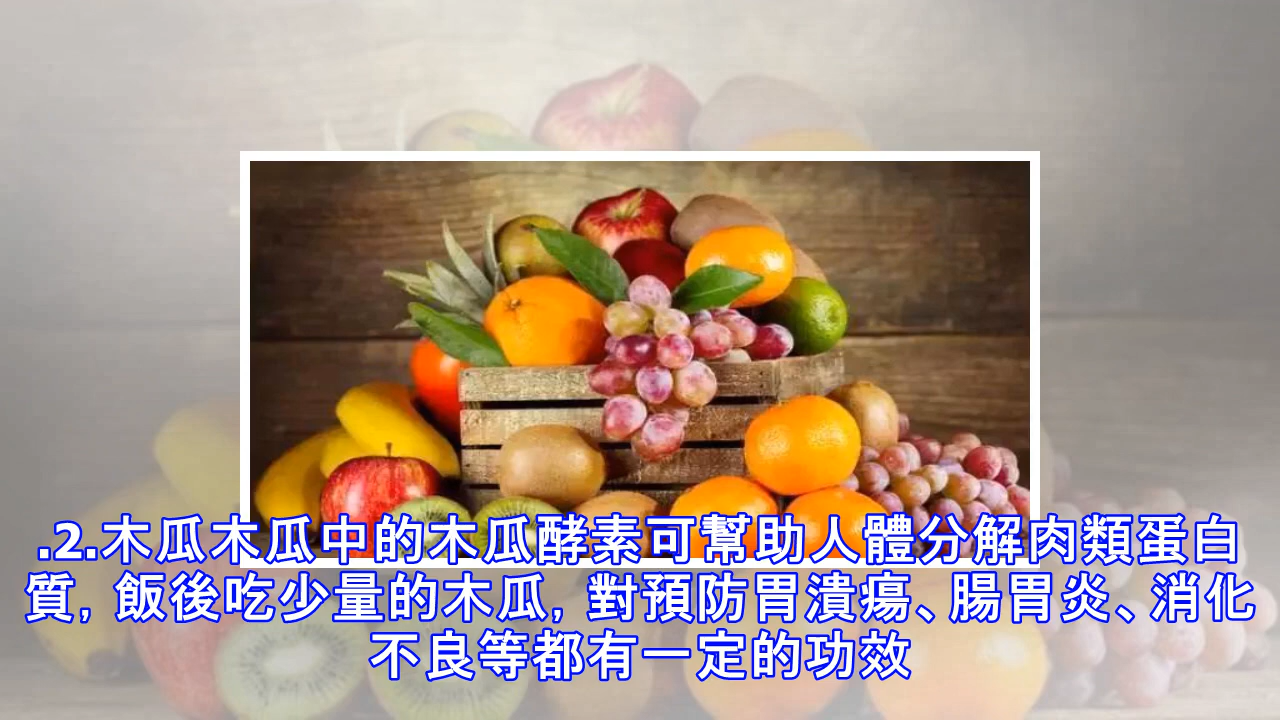 .2.木瓜木瓜中的木瓜酵素可幫助人體分解肉類蛋白
質, 飯後吃少量的木瓜, 對預防胃潰瘍、腸胃炎、消化
不良等都有一定的功效